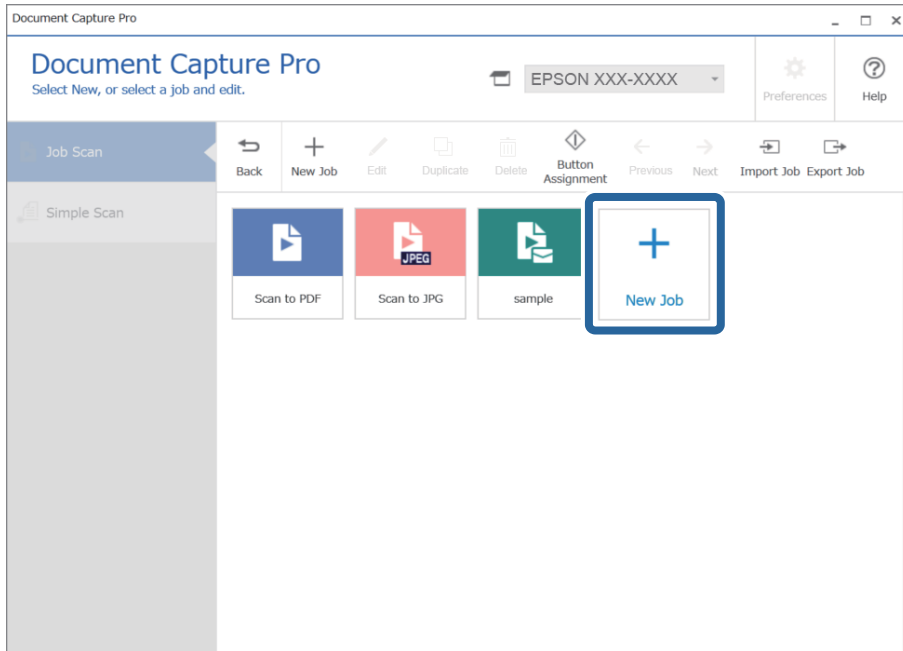 Document Capture Pro
Document Capture Pro
Select New, or select a job and edit.
EPSON XXX-XXXX
Preferences
Help
Job Scan
Simple Scan
Back
New Job
Edit
Duplicate
Delete
Button
Assignment
Previous
Next
Import Job
Export Job
JPEG
Scan to PDF
Scan to JPG
sample
New Job